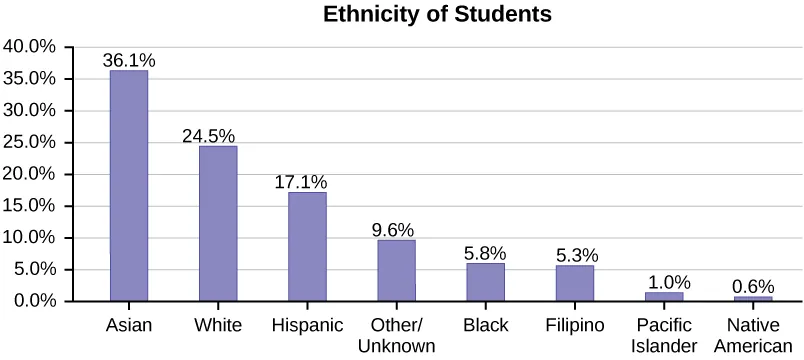 Ethnicity of Students
40.0%
35.0%
30.0%
25.0%
20.0%
15.0%
10.0%
5.0%
0.0%
36.1%
24.5%
17.1%
9.6%
5.8%
5.3%
1.0%
0.6%
Asian
White
Hispanic
Other/
Unknown
Black
Filipino
Pacific
Islander
Native
American